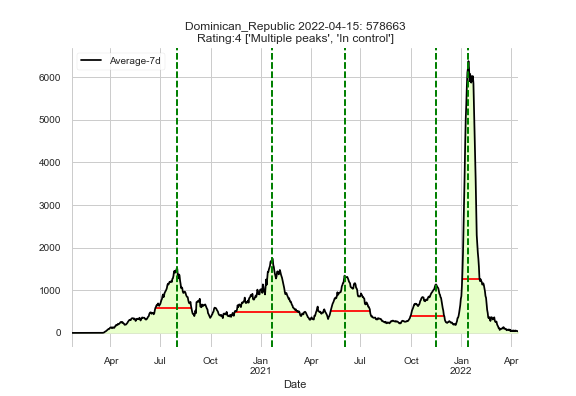 Dominican_Republic 2022-04-15: 578663
Rating:4 ['Multiple peaks', 'In control']
Average-7d
6000
5000
4000
3000
2000
1000
0
Apr Jul Oct Jan Apr Jul Oct Jan Apr
2021 2022
Date